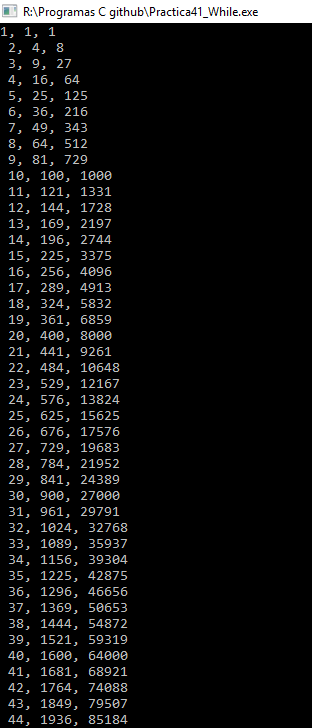 R:\Programas C github\Practica41_While.exe
1, 1, 1
2, 4, 8
3, 9, 27
4, 16, 64
5, 25, 125
6, 36, 216
7, 49, 343
8, 64, 512
9, 81, 729
10, 100, 1000
11, 121, 1331
12, 144, 1728
13, 169, 2197
14, 196, 2744
15, 225, 3375
16, 256, 4096
17, 289, 4913
18, 324, 5832
19, 361, 6859
20, 400, 8000
21, 441, 9261
22, 484, 10648
23, 529, 12167
24, 576, 13824
25, 625, 15625
26, 676, 17576
27, 729, 19683
28, 784, 21952
29, 841, 24389
30, 900, 27000
31, 961, 29791
32, 1024, 32768
33, 1089, 35937
34, 1156, 39304
35, 1225, 42875
36, 1296, 46656
37, 1369, 50653
38, 1444, 54872
39, 1521, 59319
40, 1600, 64000
41, 1681, 68921
42, 1764, 74088
43, 1849, 79507
44, 1936, 85184